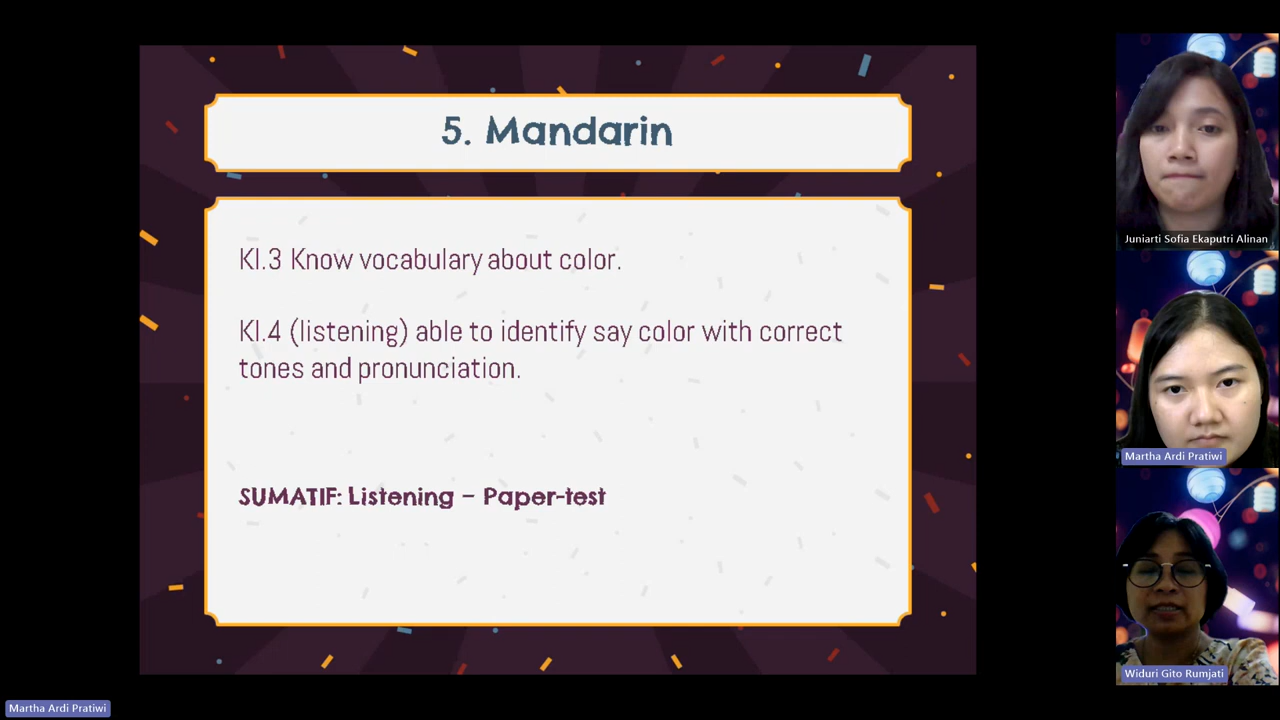 5. Mandarin
KI.3 Know vocabulary about color.
KI.4 (listening) able to identify say color with correct
tones and pronunciation.
SUMATIF: Listening – Paper-test
Juniarti Sofia Ekaputri Alinan
Martha Ardi Pratiwi
Widuri Gito Rumjati
Martha Ardi Pratiwi